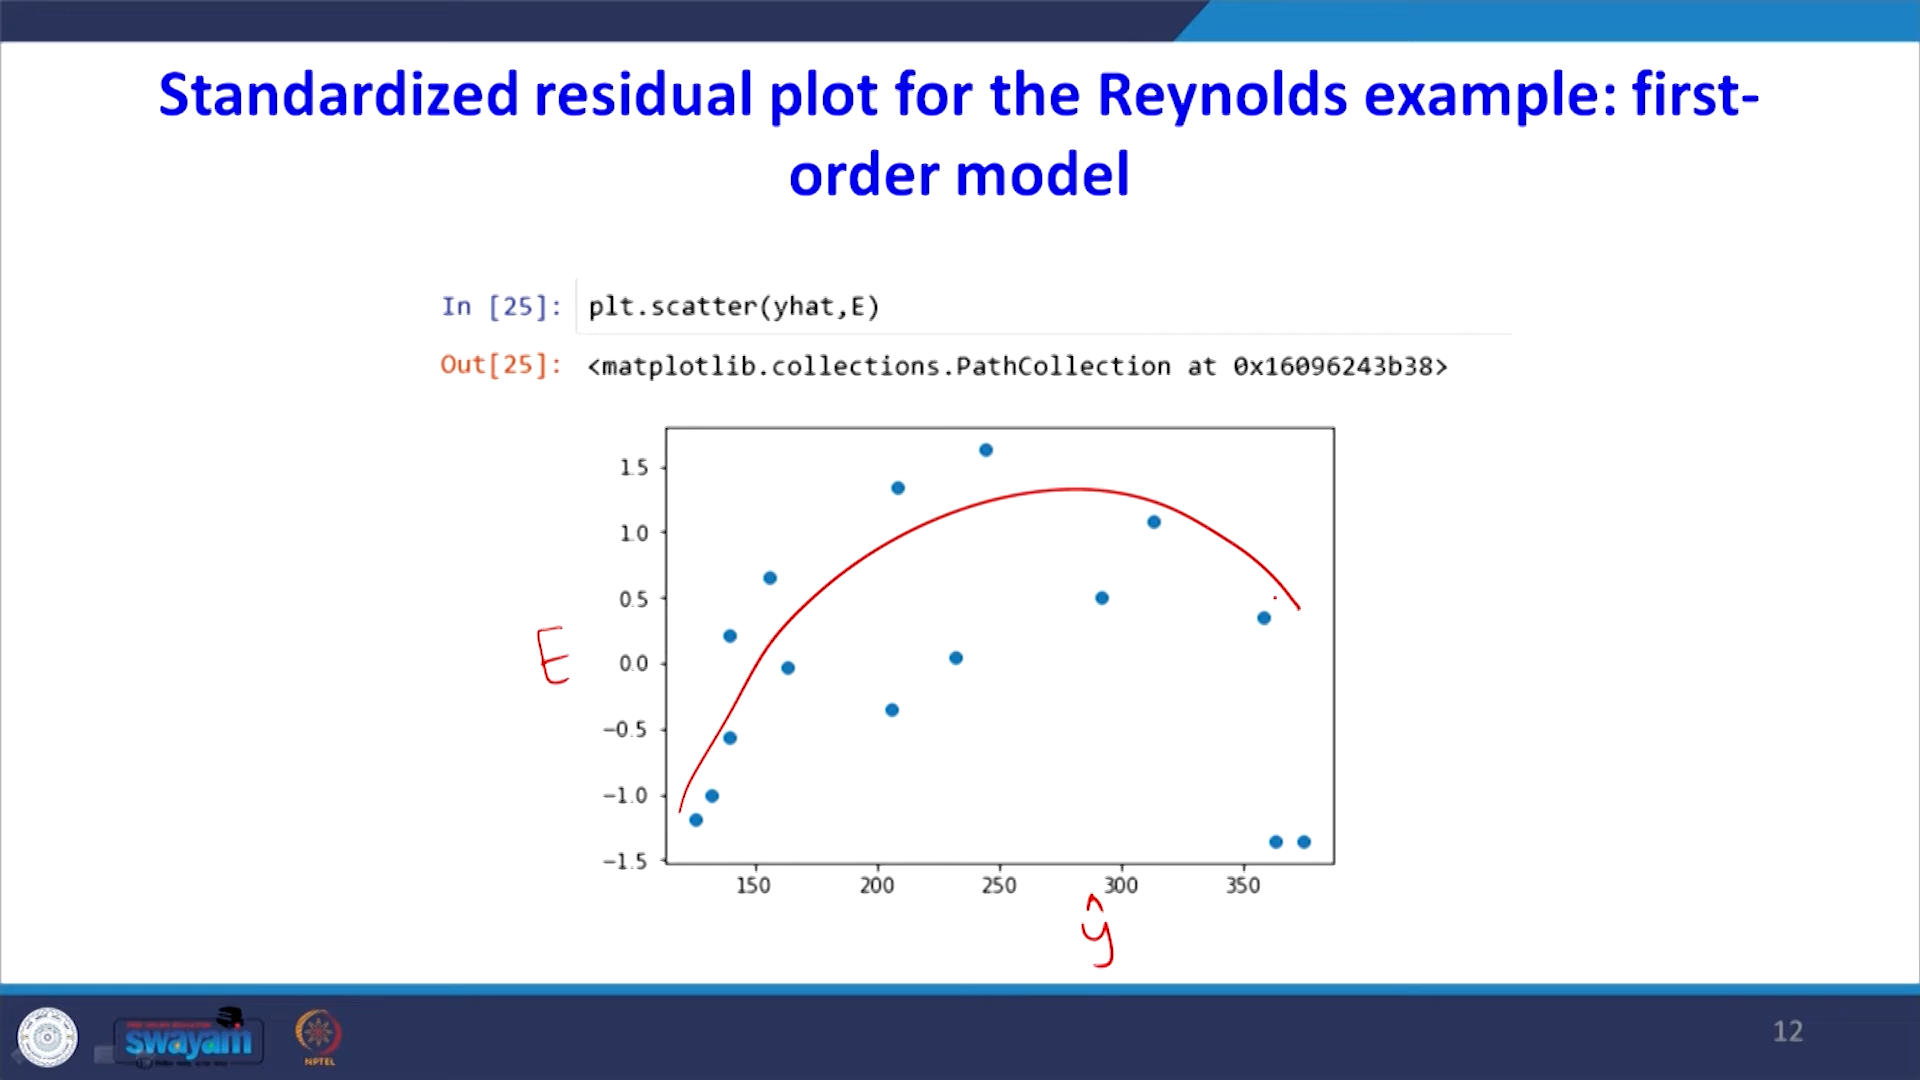 Standardized residual plot for the Reynolds example: first-
order model
In [25]: plt.scatter(yhat,E)
Out[25]: <matplotlib.collections.PathCollection at 0x16096243b38>
1.5
1.0
0.5
0.0
−0.5
−1.0
−1.5
E
150 200 250 300 350
ŷ
swayam
NPTEL
12